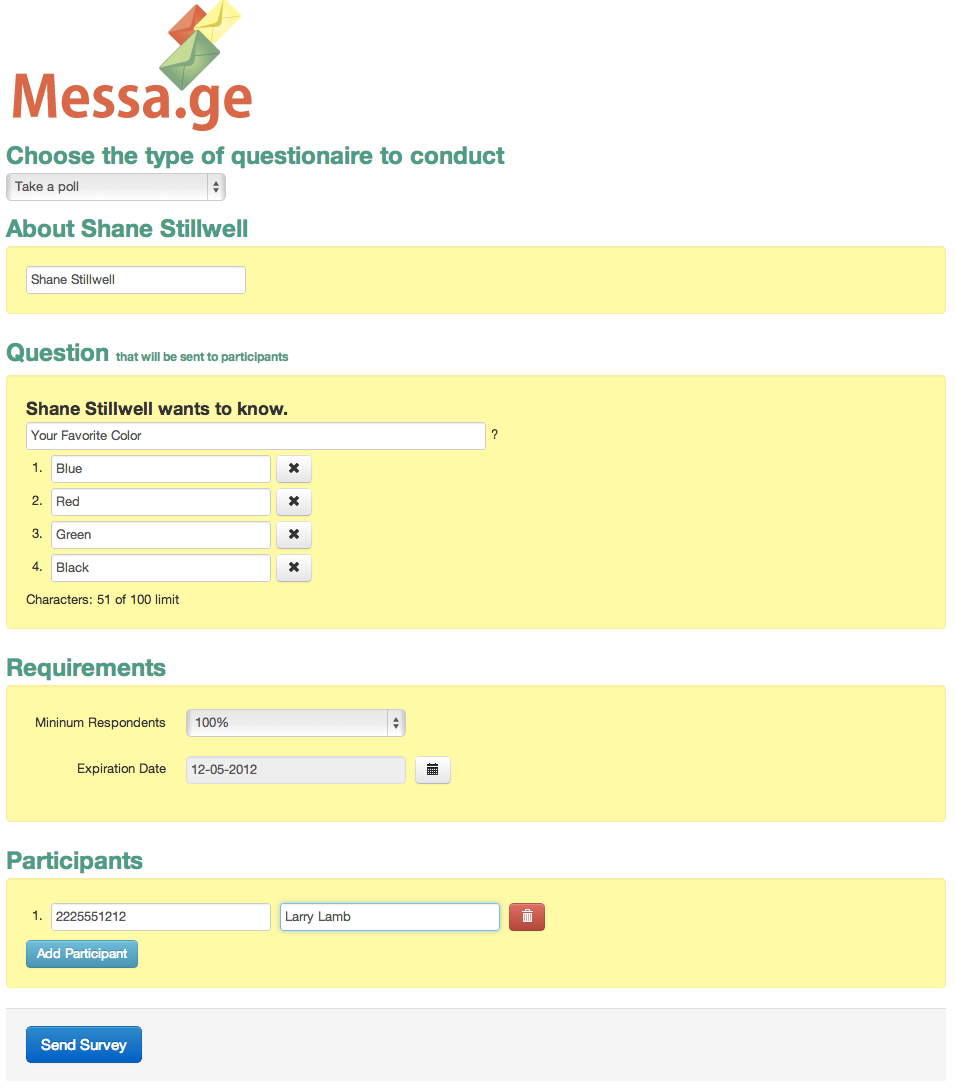 Messa.ge
Choose the type of questionaire to conduct
Take a poll
About Shane Stillwell
Shane Stillwell
Question that will be sent to participants
Shane Stillwell wants to know.
Your Favorite Color ?
1. Blue
2. Red
3. Green
4. Black
Characters: 51 of 100 limit
Requirements
Mininum Respondents 100%
Expiration Date 12-05-2012
Participants
1. 2225551212 Larry Lamb
Add Participant
Send Survey